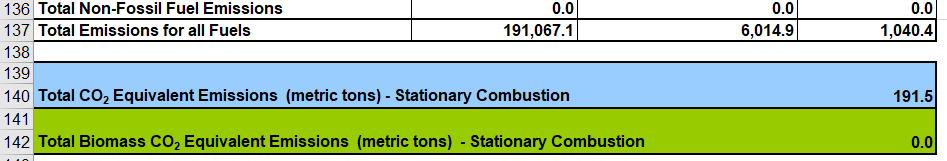 136 Total Non-Fossil Fuel Emissions 0.0 0.0 0.0
137 Total Emissions for all Fuels 191,067.1 6,014.9 1,040.4
138
139
140 Total CO₂ Equivalent Emissions (metric tons) - Stationary Combustion 191.5
141
142 Total Biomass CO₂ Equivalent Emissions (metric tons) - Stationary Combustion 0.0